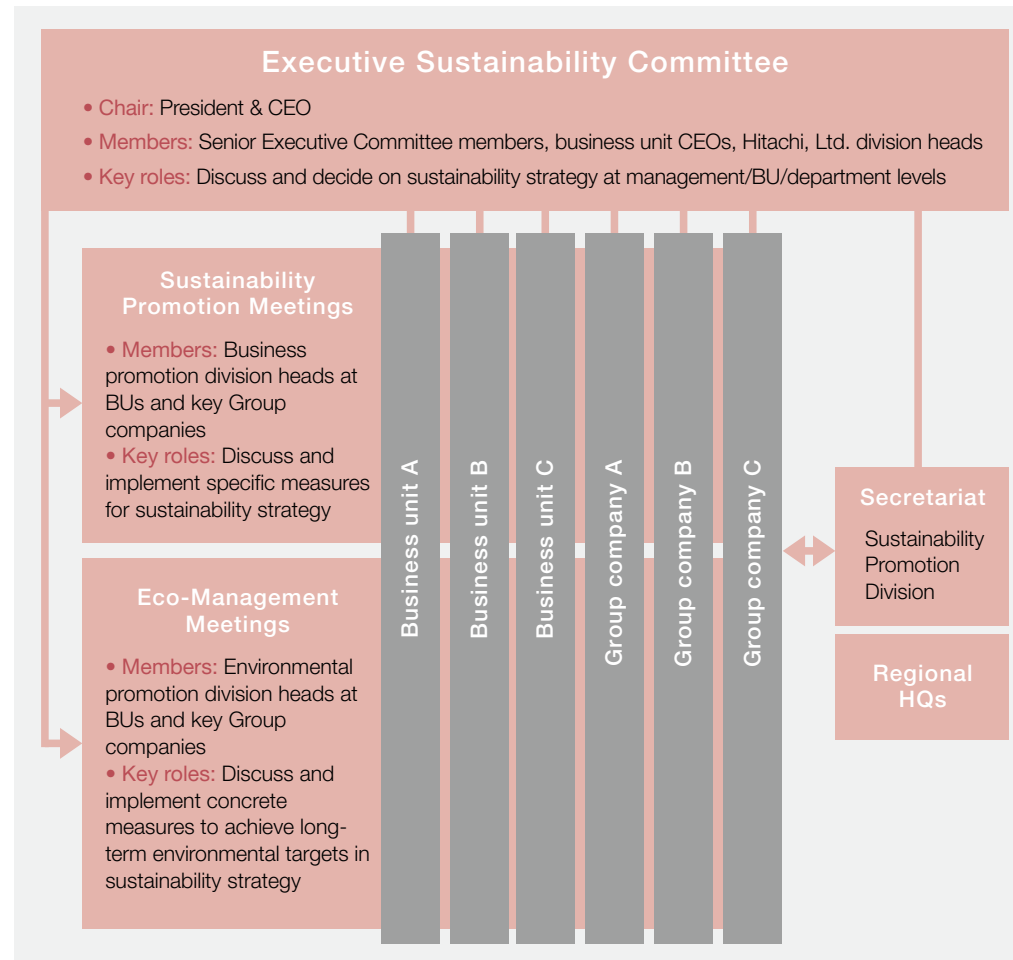 Executive Sustainability Committee
• Chair: President & CEO
• Members: Senior Executive Committee members, business unit CEOs, Hitachi, Ltd. division heads
• Key roles: Discuss and decide on sustainability strategy at management/BU/department levels
Sustainability
Promotion Meetings
• Members: Business
promotion division heads at
BUs and key Group
companies
• Key roles: Discuss and
implement specific measures
for sustainability strategy
Eco-Management
Meetings
• Members: Environmental
promotion division heads at
BUs and key Group
companies
• Key roles: Discuss and
implement concrete
measures to achieve long-
term environmental targets in
sustainability strategy
Business unit A
Business unit B
Business unit C
Group company A
Group company B
Group company C
Secretariat
Sustainability
Promotion
Division
Regional
HQs